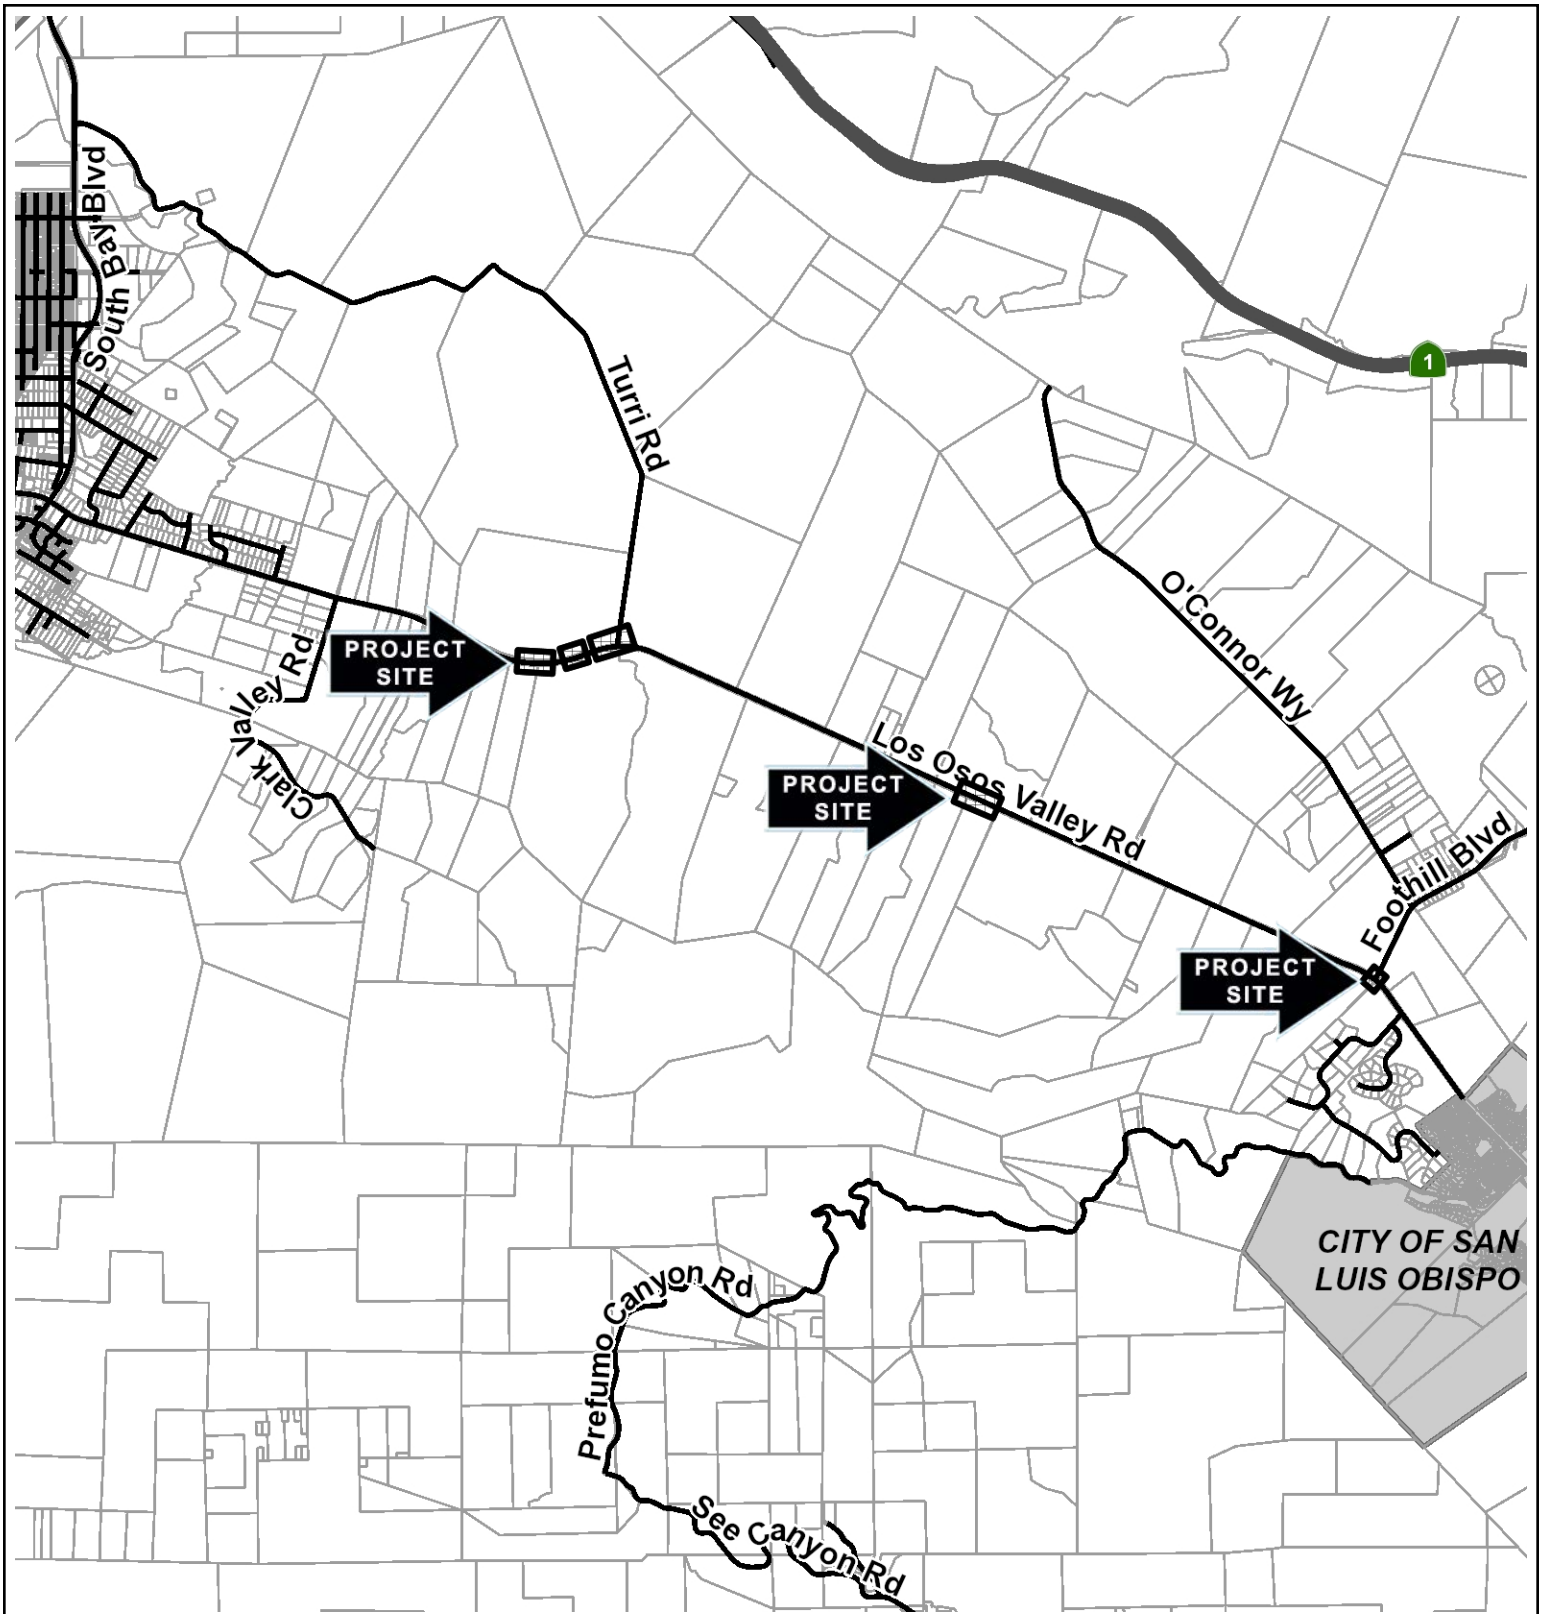 South Bay Blvd
1
Turri Rd
O'Connor Wy
PROJECT
SITE
Clark Valley Rd
Los Osos Valley Rd
PROJECT
SITE
Foothill Blvd
PROJECT
SITE
CITY OF SAN
LUIS OBISPO
Prefumo Canyon Rd
See Canyon Rd